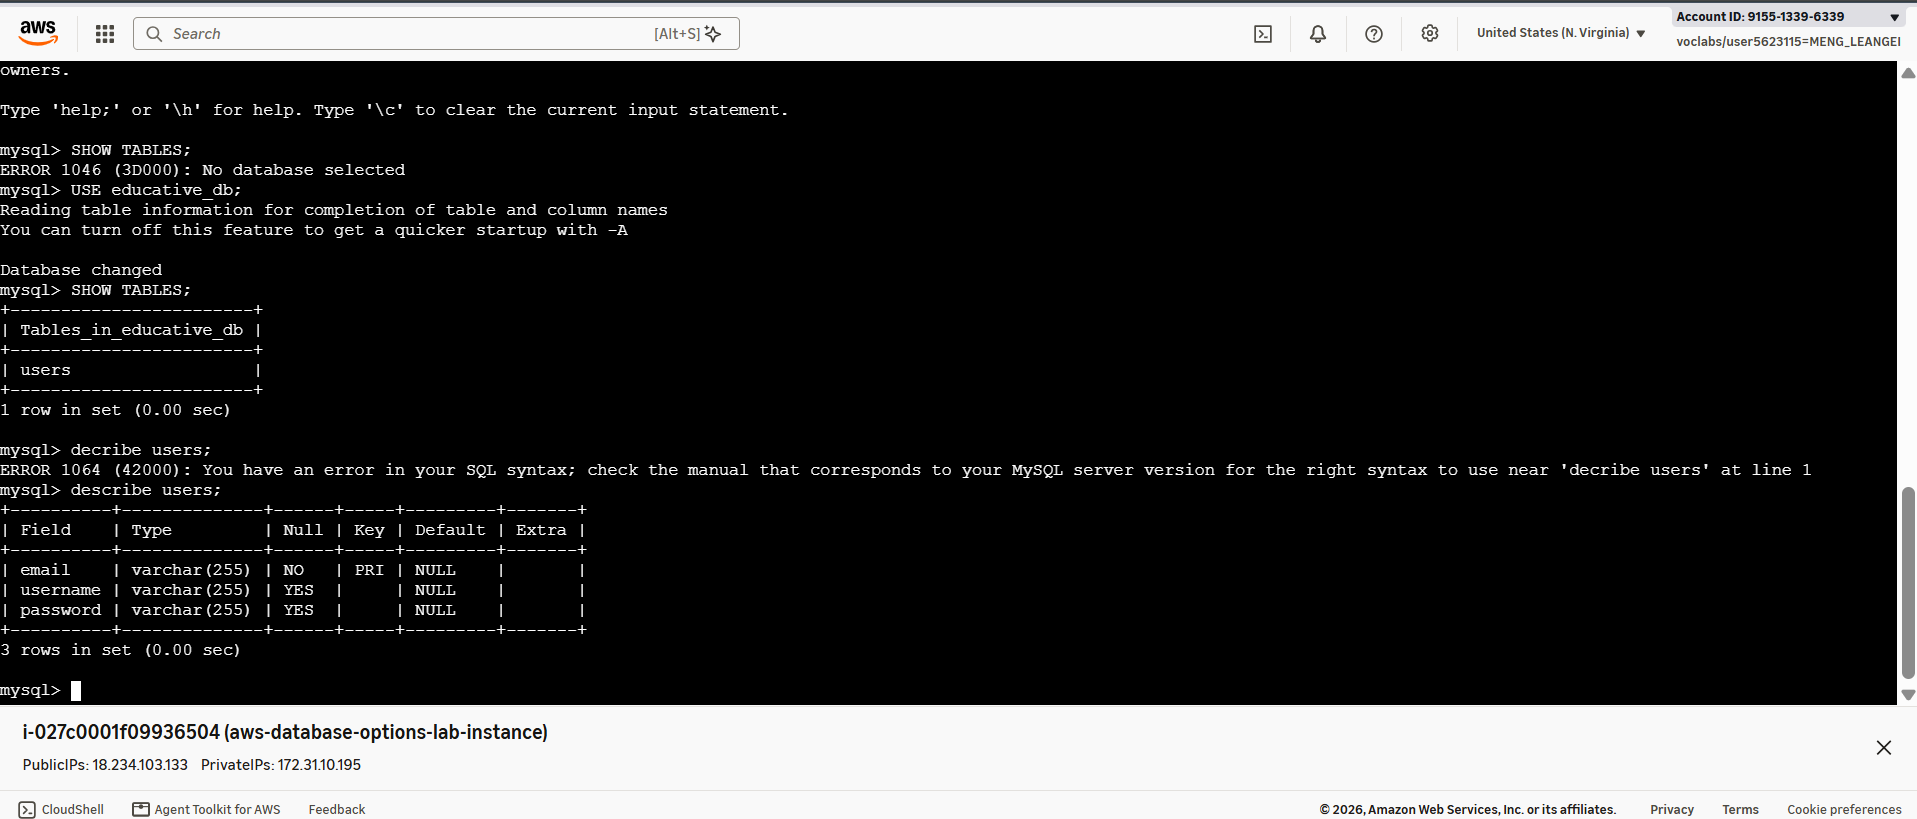 aws
Search [Alt+S]
United States (N. Virginia)
Account ID: 9155-1339-6339
voclabs/user5623115=MENG_LEANGEI
owners.
Type 'help;' or '\h' for help. Type '\c' to clear the current input statement.
mysql> SHOW TABLES;
ERROR 1046 (3D000): No database selected
mysql> USE educative_db;
Reading table information for completion of table and column names
You can turn off this feature to get a quicker startup with -A
Database changed
mysql> SHOW TABLES;
+------------------------+
| Tables_in_educative_db |
+------------------------+
| users                  |
+------------------------+
1 row in set (0.00 sec)
mysql> decribe users;
ERROR 1064 (42000): You have an error in your SQL syntax; check the manual that corresponds to your MySQL server version for the right syntax to use near 'decribe users' at line 1
mysql> describe users;
+----------+--------------+------+-----+---------+-------+
| Field    | Type         | Null | Key | Default | Extra |
+----------+--------------+------+-----+---------+-------+
| email    | varchar(255) | NO   | PRI | NULL    |       |
| username | varchar(255) | YES  |     | NULL    |       |
| password | varchar(255) | YES  |     | NULL    |       |
+----------+--------------+------+-----+---------+-------+
3 rows in set (0.00 sec)
mysql>
i-027c0001f09936504 (aws-database-options-lab-instance)
PublicIPs: 18.234.103.133 PrivateIPs: 172.31.10.195
CloudShell Agent Toolkit for AWS Feedback © 2026, Amazon Web Services, Inc. or its affiliates. Privacy Terms Cookie preferences